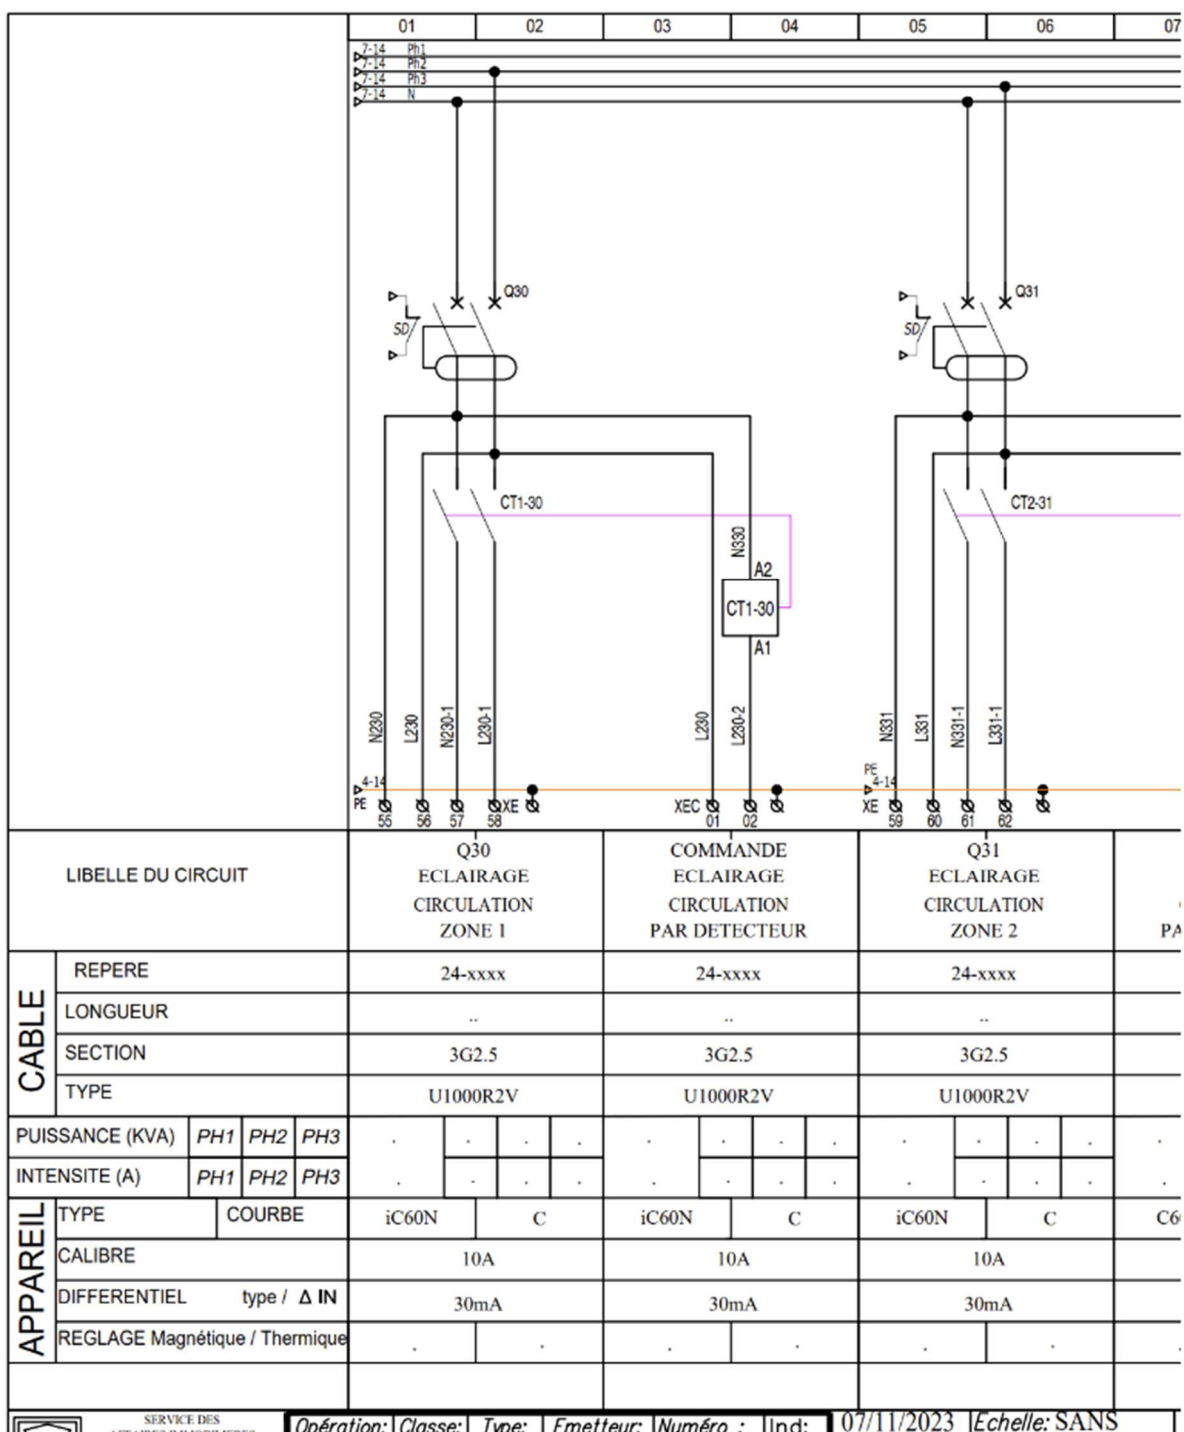 01 02 03 04 05 06 07
7-14 Ph1
7-14 Ph2
7-14 Ph3
7-14 N
Q30 Q31
SD SD
CT1-30 CT2-31
N330
A2
CT1-30
A1
N230 L230 N230-1 L230-1 L230 L230-2 N331 L331 N331-1 L331-1
4-14 PE 4-14
PE XE XEC XE
55 56 57 58 01 02 59 60 61 62
LIBELLE DU CIRCUIT
Q30
ECLAIRAGE
CIRCULATION
ZONE 1
COMMANDE
ECLAIRAGE
CIRCULATION
PAR DETECTEUR
Q31
ECLAIRAGE
CIRCULATION
ZONE 2
PA
CABLE
REPERE 24-xxxx 24-xxxx 24-xxxx
LONGUEUR .. .. ..
SECTION 3G2.5 3G2.5 3G2.5
TYPE U1000R2V U1000R2V U1000R2V
PUISSANCE (KVA) PH1 PH2 PH3 . . . . . . . . . . . . .
INTENSITE (A) PH1 PH2 PH3 . . . . . . . . . . . . .
APPAREIL
TYPE COURBE iC60N C iC60N C iC60N C C6
CALIBRE 10A 10A 10A
DIFFERENTIEL type / Δ IN 30mA 30mA 30mA
REGLAGE Magnétique / Thermique . . . . . . .
SERVICE DES
AFFAIRES IMMOBILIERES
Opération: Classe: Type: Emetteur: Numéro : Ind: 07/11/2023 Echelle: SANS